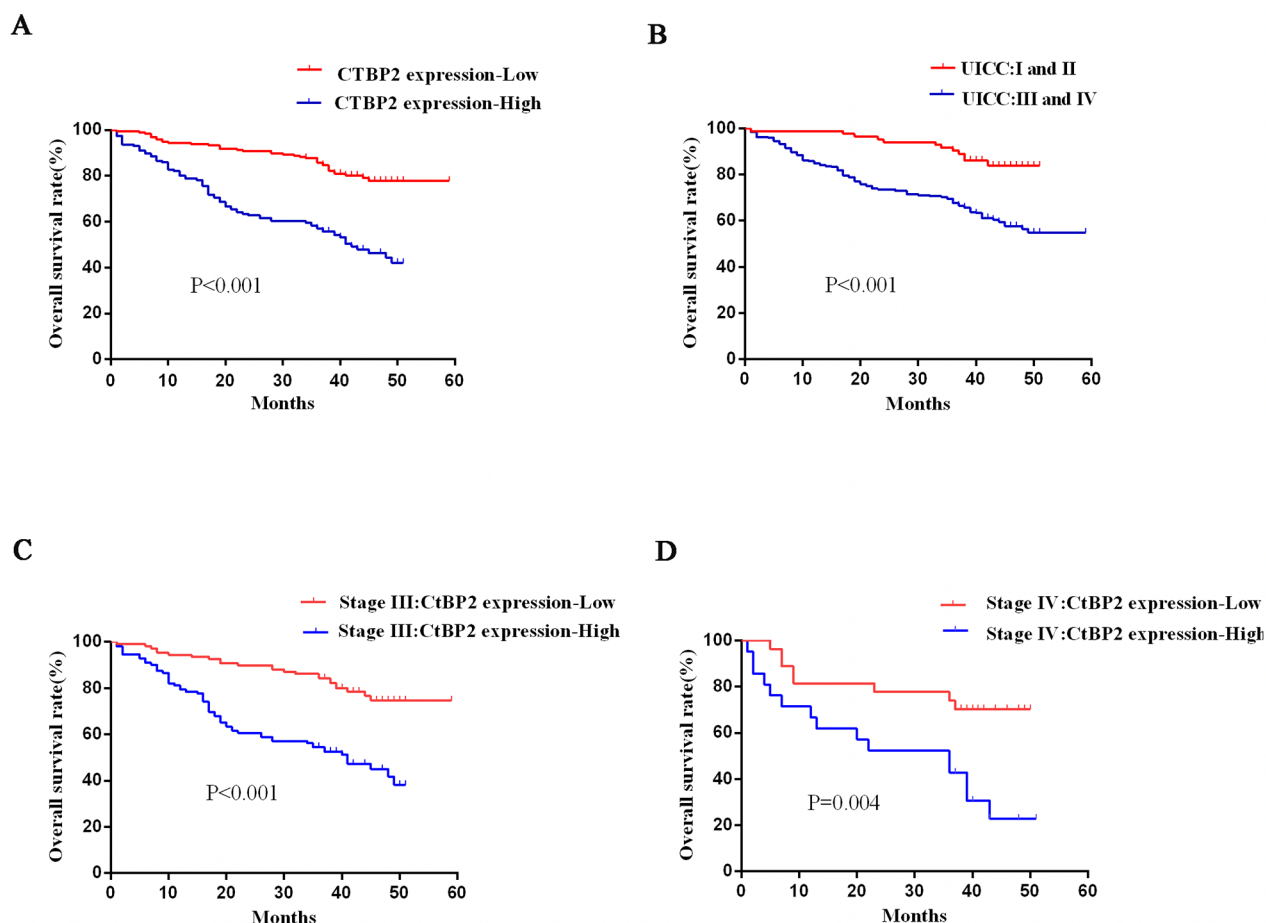 A
CTBP2 expression-Low
CTBP2 expression-High
Overall survival rate(%)
100
80
60
40
20
0
P<0.001
0 10 20 30 40 50 60
Months
B
UICC:I and II
UICC:III and IV
Overall survival rate(%)
100
80
60
40
20
0
P<0.001
0 10 20 30 40 50 60
Months
C
Stage III:CtBP2 expression-Low
Stage III:CtBP2 expression-High
Overall survival rate(%)
100
80
60
40
20
0
P<0.001
0 10 20 30 40 50 60
Months
D
Stage IV:CtBP2 expression-Low
Stage IV:CtBP2 expression-High
Overall survival rate(%)
100
80
60
40
20
0
P=0.004
0 10 20 30 40 50 60
Months